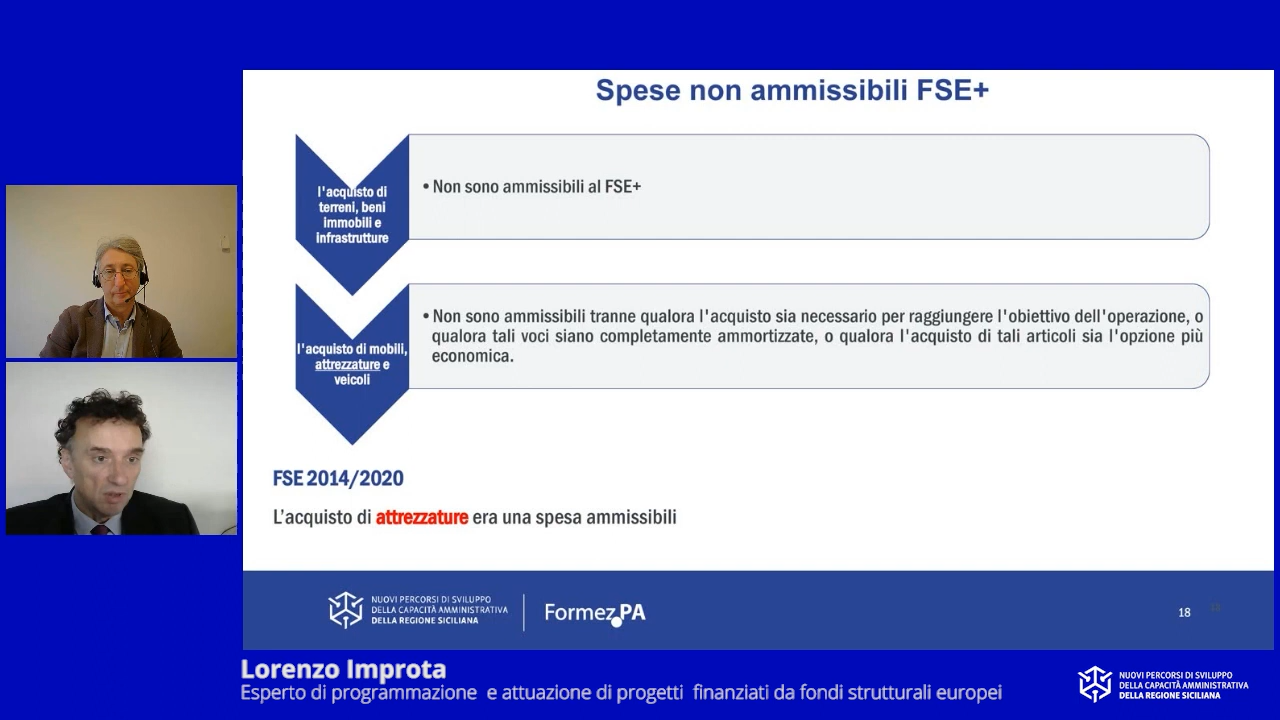 Spese non ammissibili FSE+
l'acquisto di
terreni, beni
immobili e
infrastrutture
• Non sono ammissibili al FSE+
l'acquisto di mobili,
attrezzature e
veicoli
• Non sono ammissibili tranne qualora l'acquisto sia necessario per raggiungere l'obiettivo dell'operazione, o
qualora tali voci siano completamente ammortizzate, o qualora l'acquisto di tali articoli sia l'opzione più
economica.
FSE 2014/2020
L'acquisto di attrezzature era una spesa ammissibili
NUOVI PERCORSI DI SVILUPPO
DELLA CAPACITÀ AMMINISTRATIVA
DELLA REGIONE SICILIANA
Formez PA
18
Lorenzo Improta
Esperto di programmazione e attuazione di progetti finanziati da fondi strutturali europei
NUOVI PERCORSI DI SVILUPPO
DELLA CAPACITÀ AMMINISTRATIVA
DELLA REGIONE SICILIANA